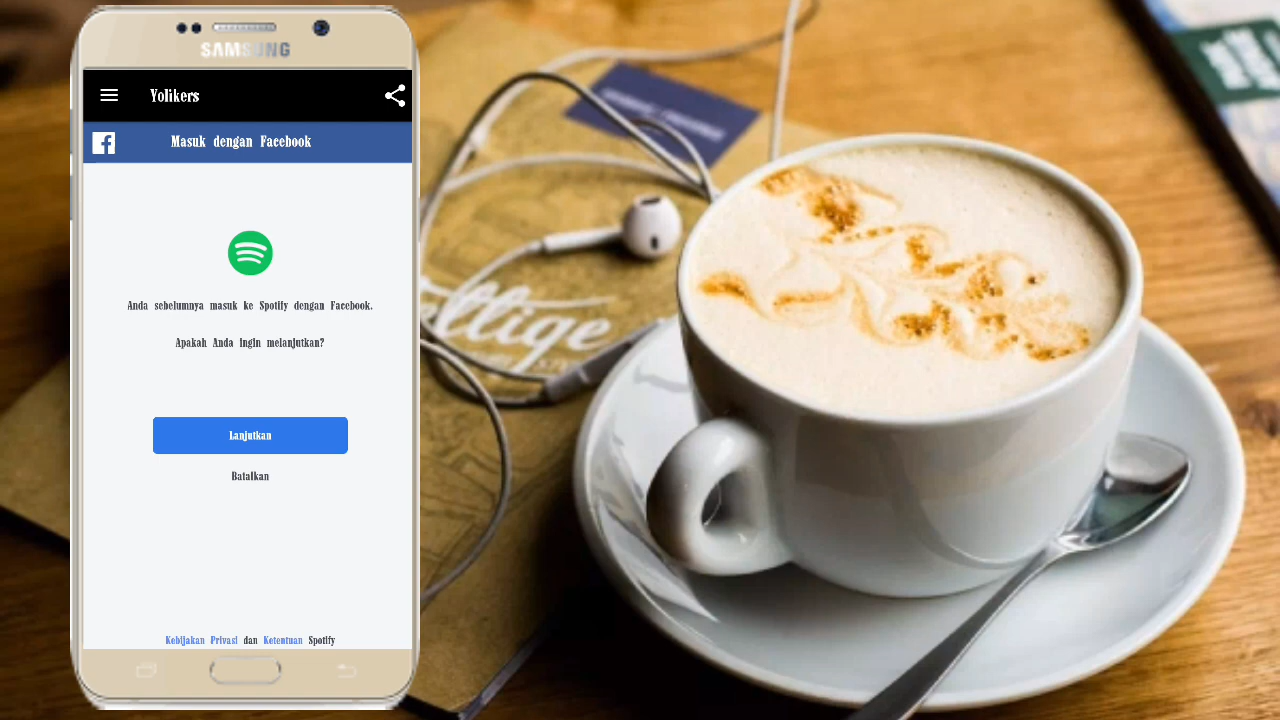 SAMSUNG
Yolikers
Masuk dengan Facebook
Anda sebelumnya masuk ke Spotify dengan Facebook.
Apakah Anda ingin melanjutkan?
Lanjutkan
Batalkan
Kebijakan Privasi dan Ketentuan Spotify